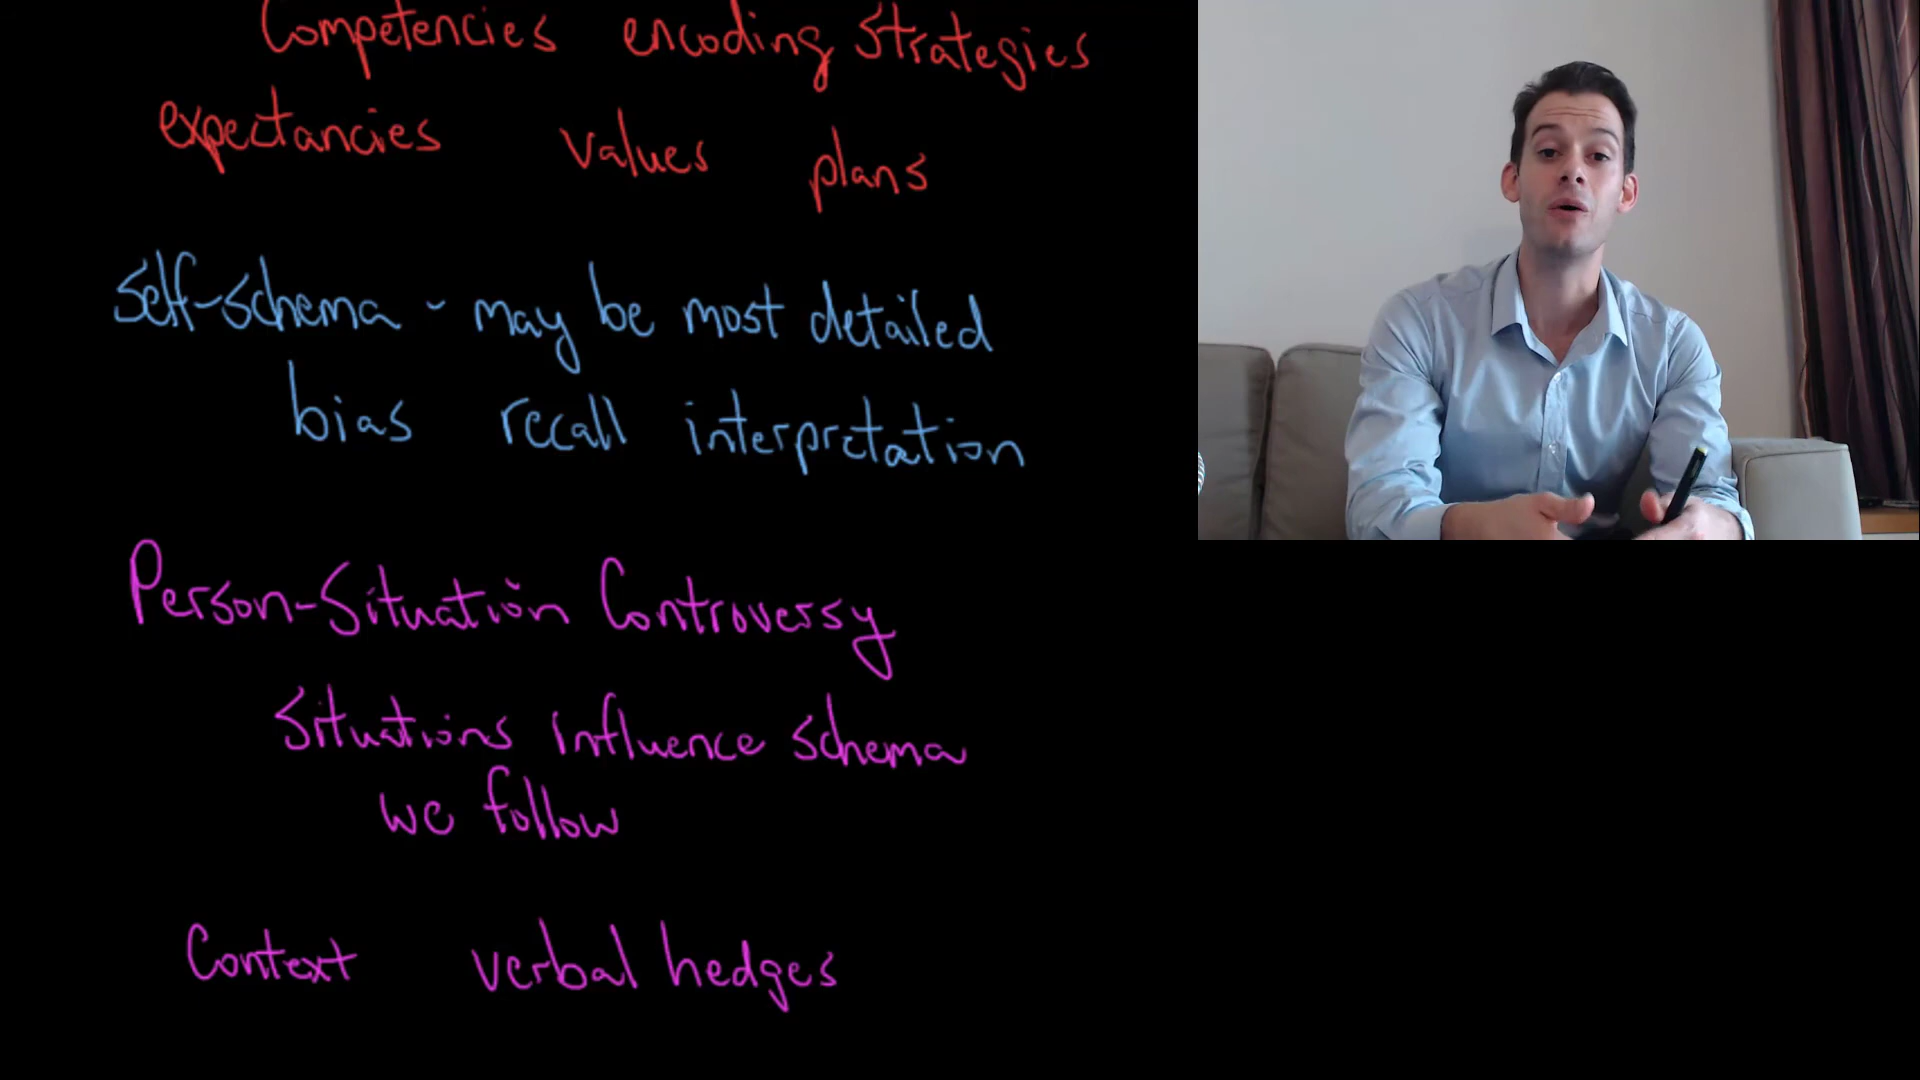 Competencies encoding strategies
expectancies values plans
Self-schema - may be most detailed
bias recall interpretation
Person-Situation Controversy
Situations influence schema
we follow
Context verbal hedges